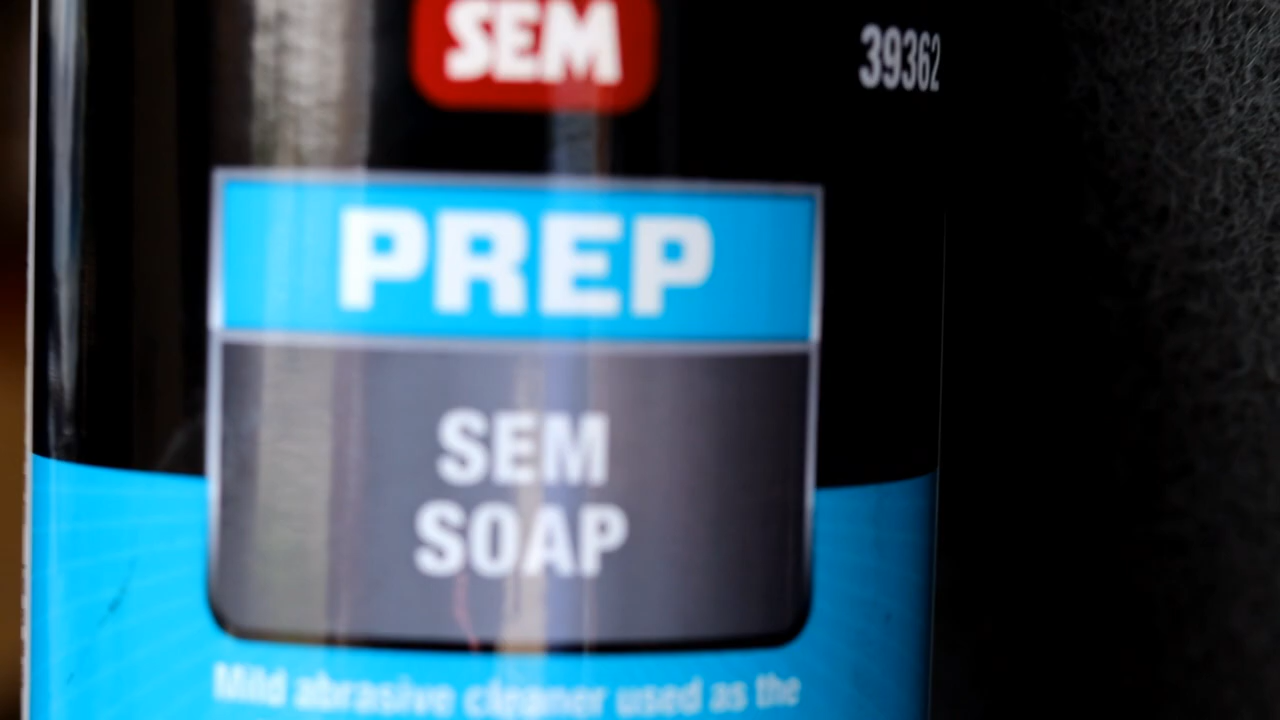 SEM
39362
PREP
SEM
SOAP
Mild abrasive cleaner used as the